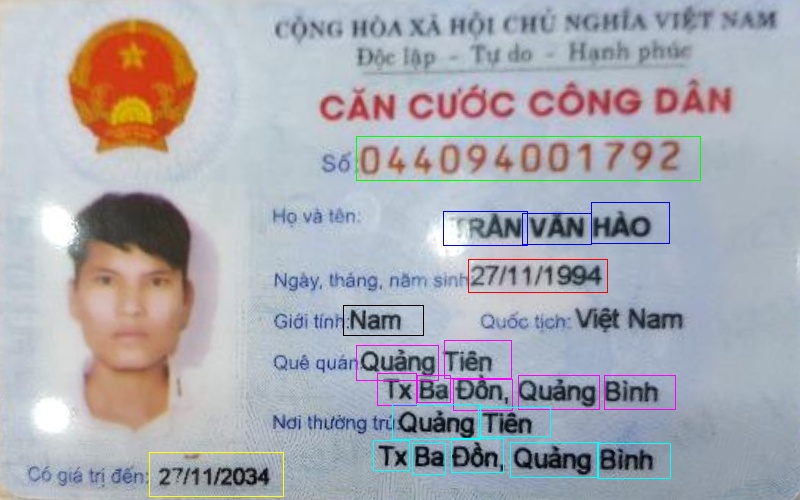 CỘNG HÒA XÃ HỘI CHỦ NGHĨA VIỆT NAM
Độc lập - Tự do - Hạnh phúc
CĂN CƯỚC CÔNG DÂN
Số: 044094001792
Họ và tên: TRẦN VĂN HÀO
Ngày, tháng, năm sinh: 27/11/1994
Giới tính: Nam Quốc tịch: Việt Nam
Quê quán: Quảng Tiên
Tx Ba Đồn, Quảng Bình
Nơi thường trú: Quảng Tiên
Tx Ba Đồn, Quảng Bình
Có giá trị đến: 27/11/2034